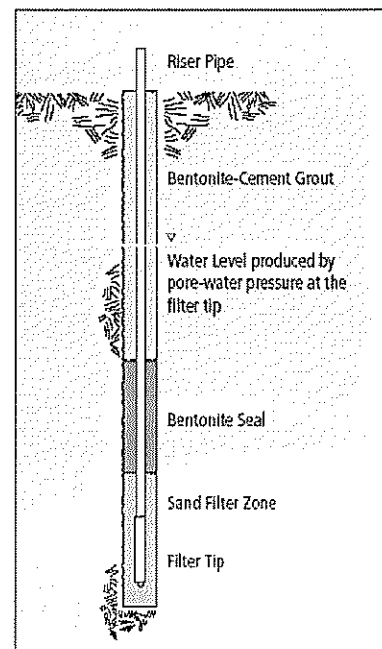 Riser Pipe
Bentonite-Cement Grout
Water Level produced by
pore-water pressure at the
filter tip
Bentonite Seal
Sand Filter Zone
Filter Tip